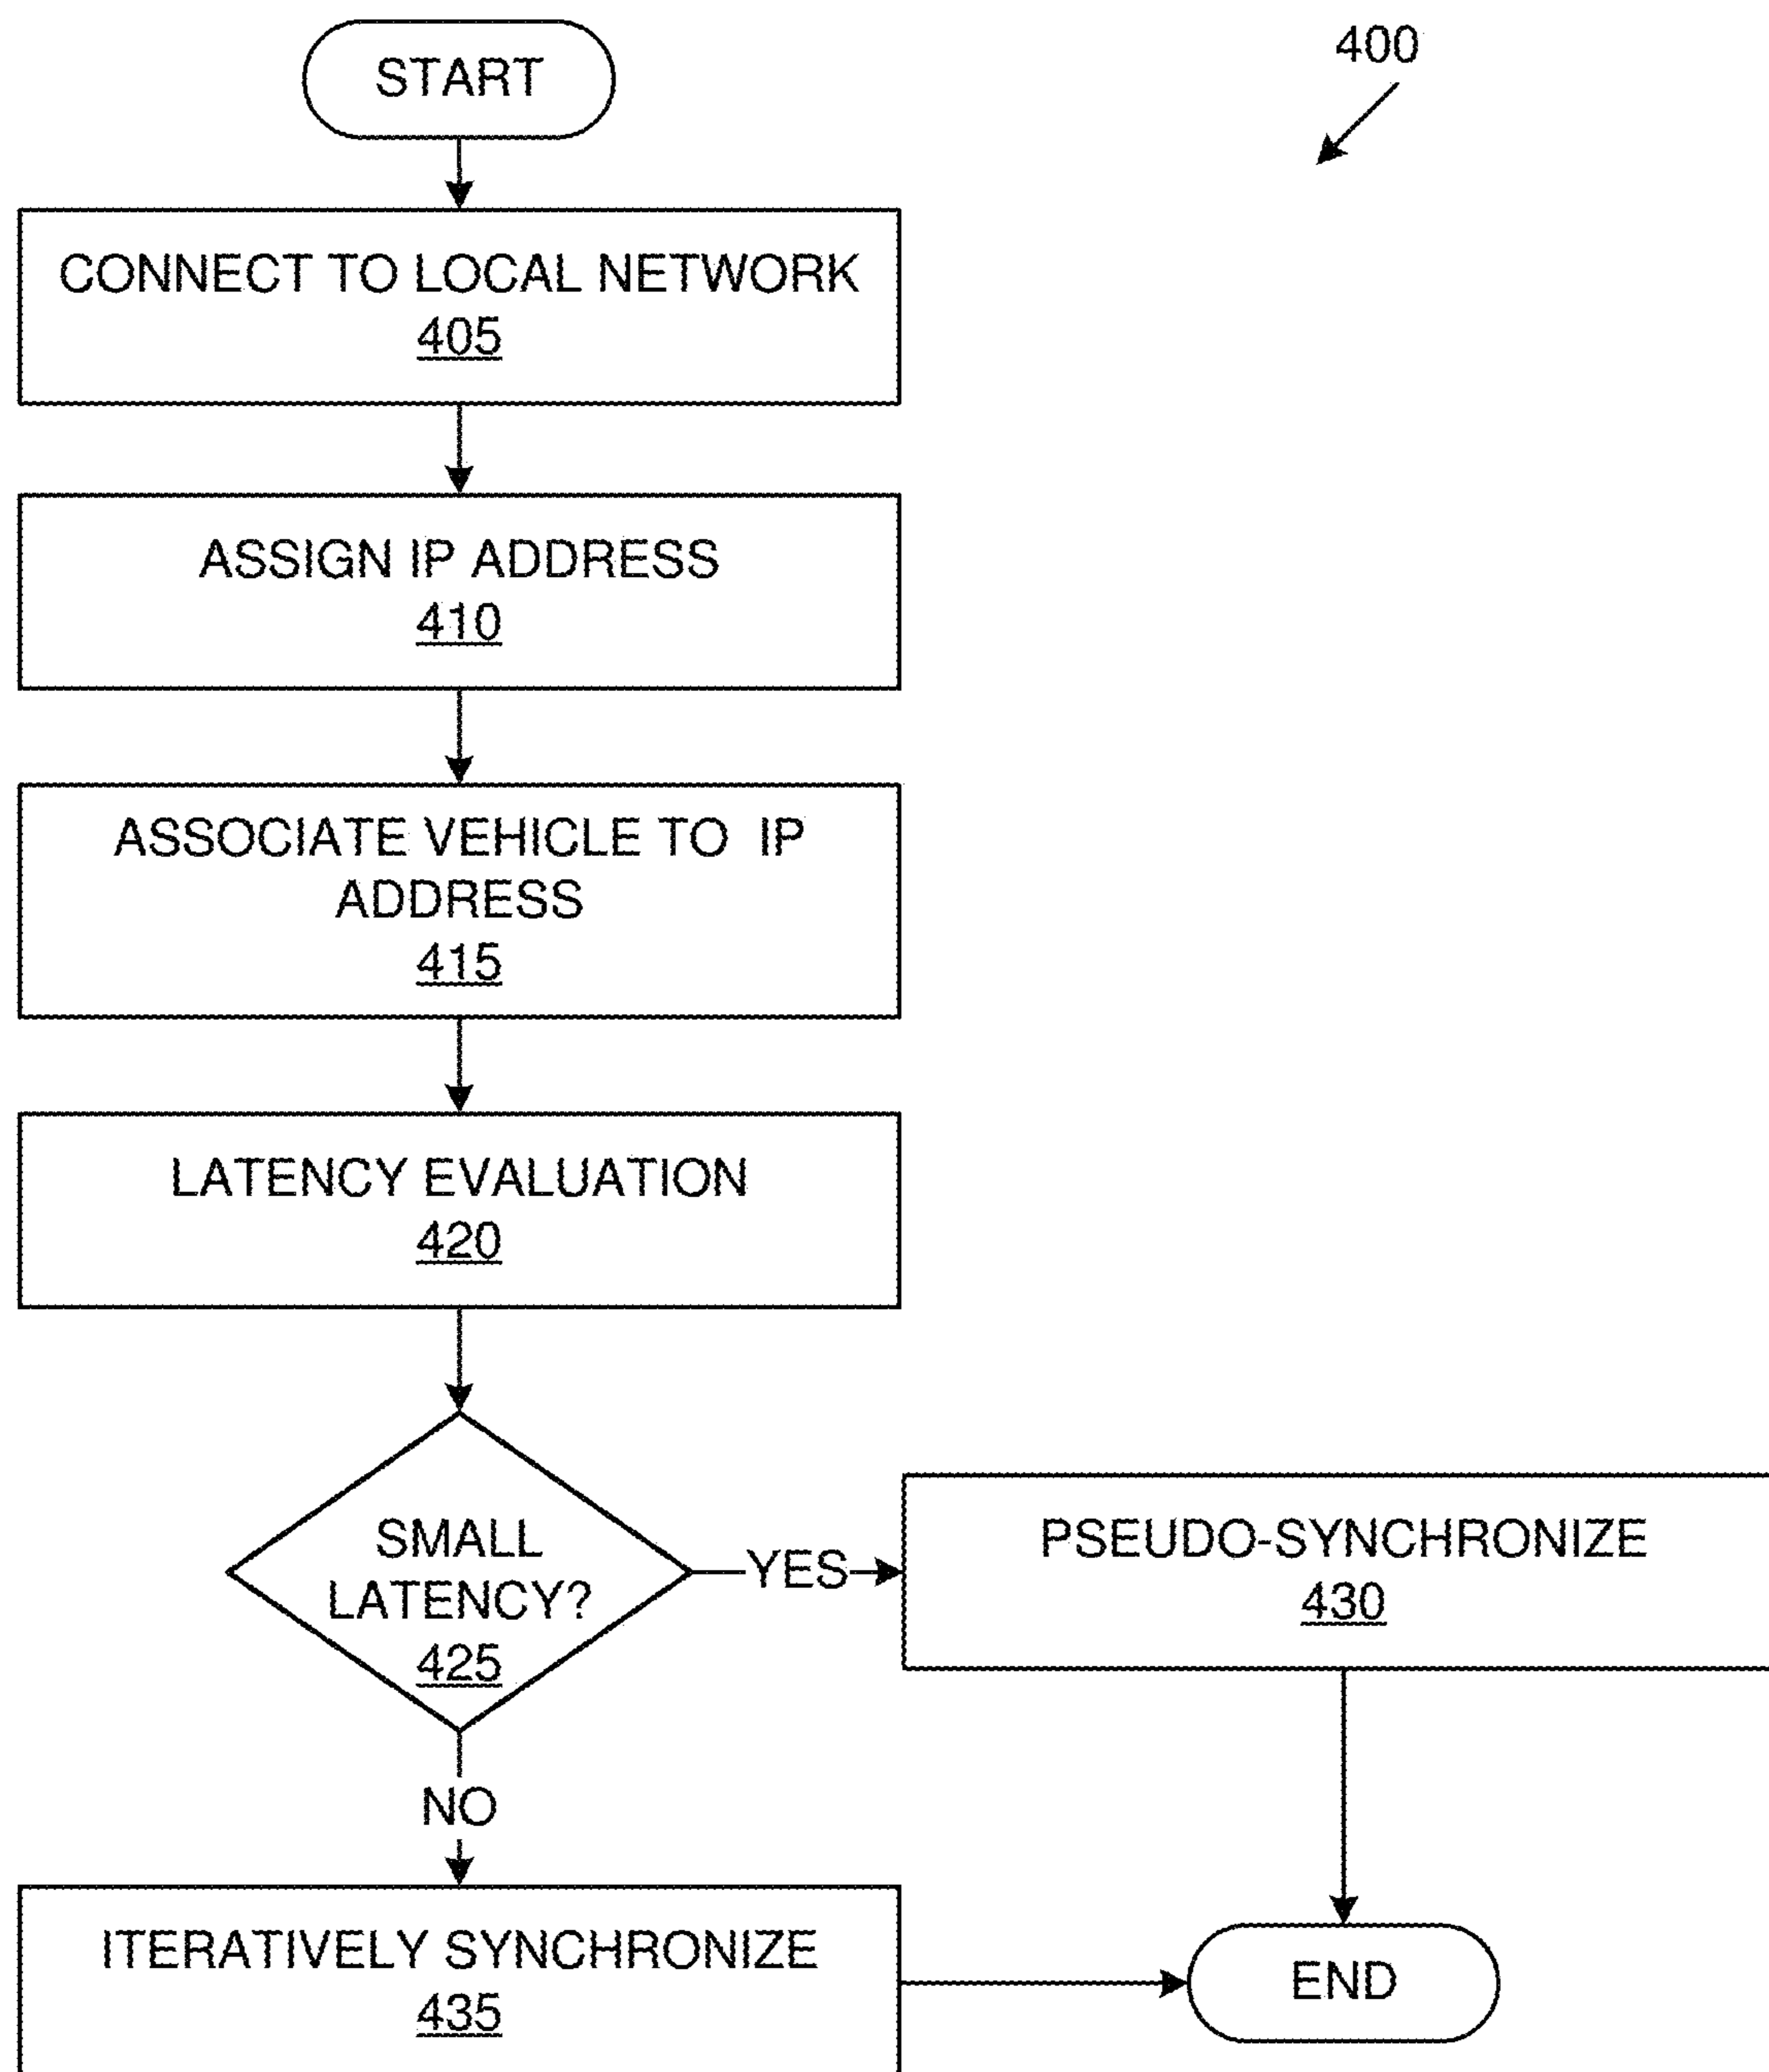 START
400
CONNECT TO LOCAL NETWORK
405
ASSIGN IP ADDRESS
410
ASSOCIATE VEHICLE TO IP
ADDRESS
415
LATENCY EVALUATION
420
SMALL
LATENCY?
425
YES
PSEUDO-SYNCHRONIZE
430
NO
ITERATIVELY SYNCHRONIZE
435
END